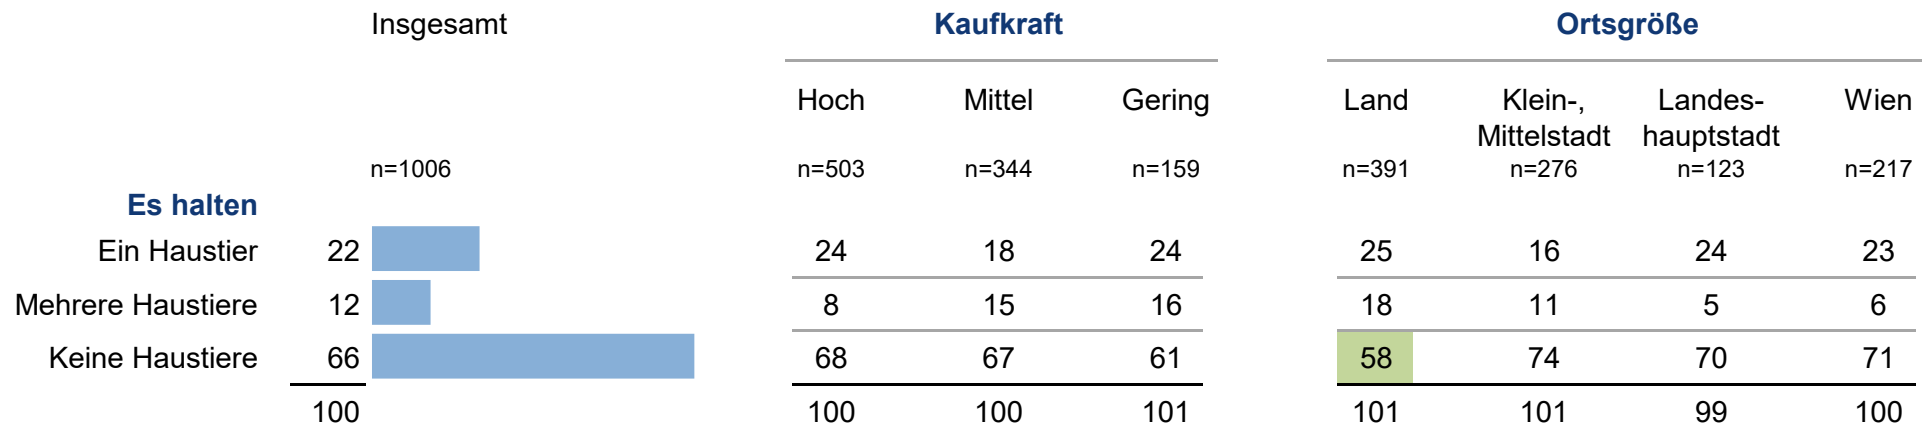 Insgesamt Kaufkraft Ortsgröße
Hoch Mittel Gering Land Klein-, Landes- Wien
Mittelstadt hauptstadt
n=1006 n=503 n=344 n=159 n=391 n=276 n=123 n=217
Es halten
Ein Haustier 22 24 18 24 25 16 24 23
Mehrere Haustiere 12 8 15 16 18 11 5 6
Keine Haustiere 66 68 67 61 58 74 70 71
100 100 100 101 101 101 99 100